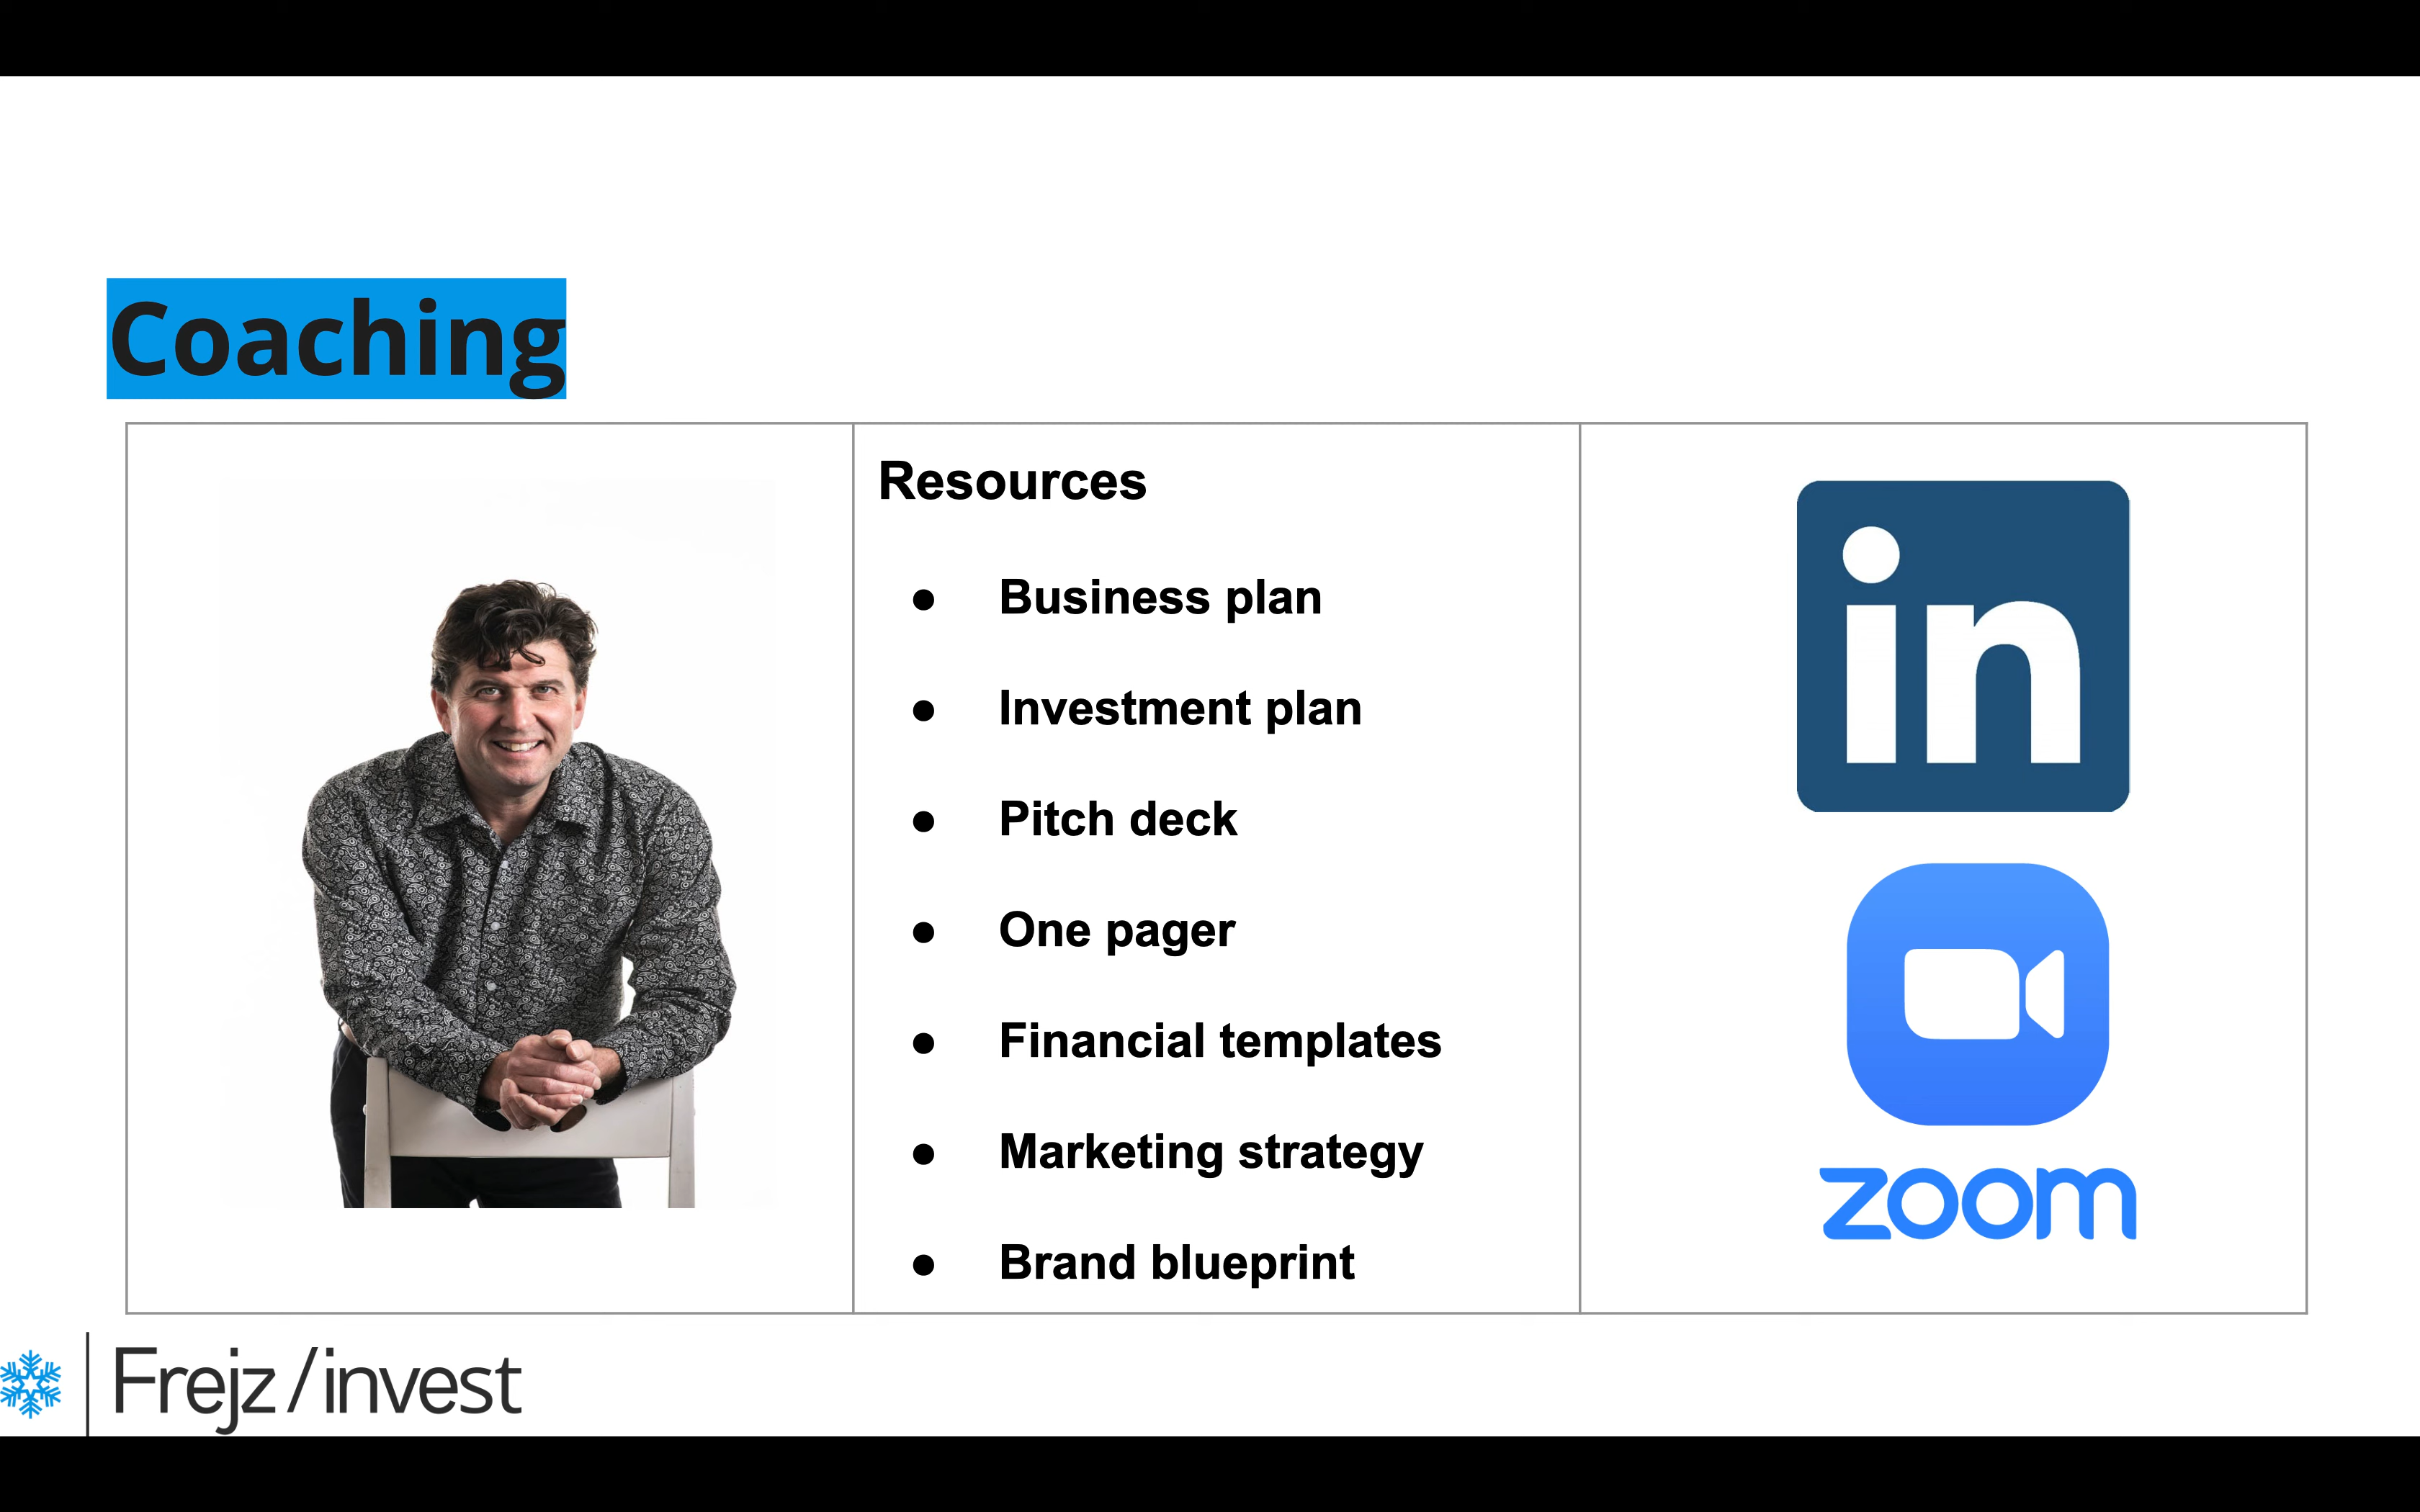 Coaching
Resources
● Business plan
● Investment plan
● Pitch deck
● One pager
● Financial templates
● Marketing strategy
● Brand blueprint
in
zoom
Frejz/invest